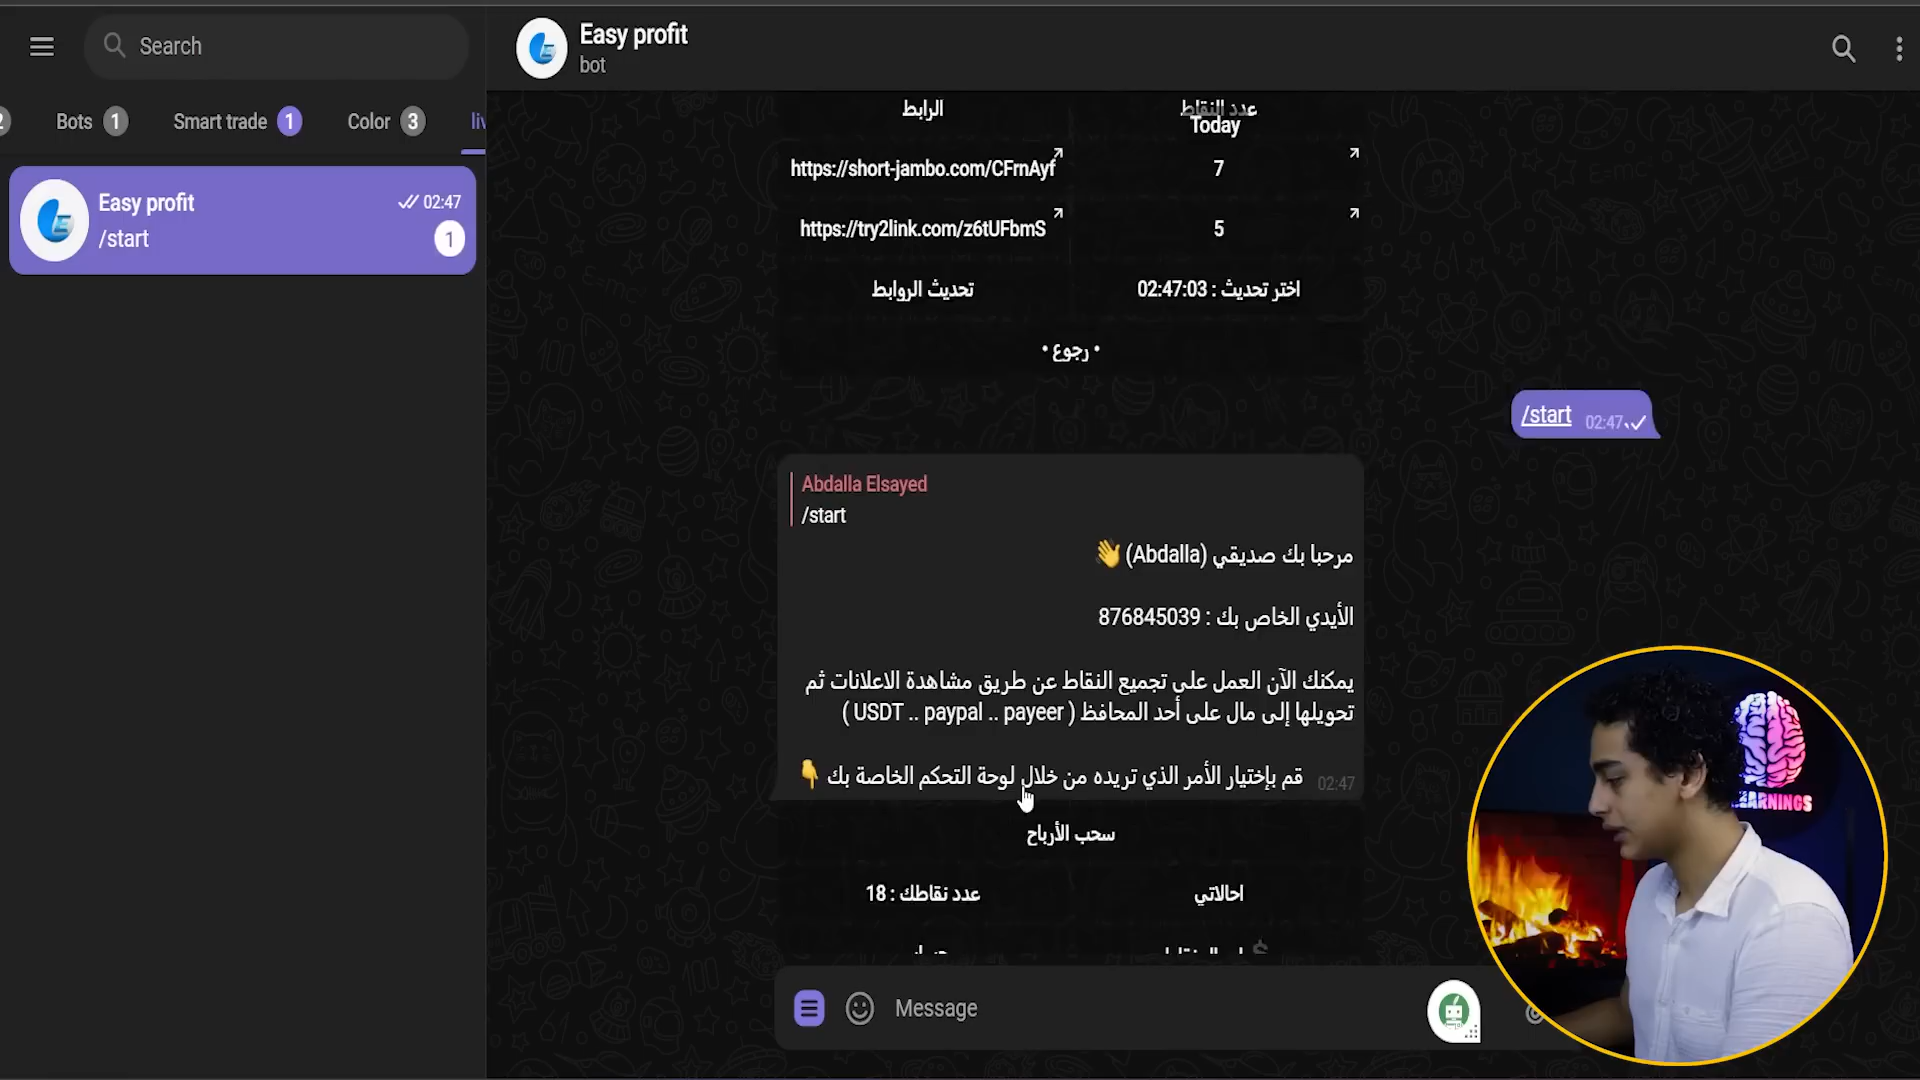 Search
Easy profit
bot
Bots 1
Smart trade 1
Color 3
Easy profit
02:47
/start
1
الرابط
عدد النقاط
Today
https://short-jambo.com/CFrnAyf
7
https://try2link.com/z6tUFbmS
5
تحديث الروابط
اختر تحديث : 02:47:03
• رجوع •
/start 02:47
Abdalla Elsayed
/start
مرحبا بك صديقي (Abdalla) 👋
الأيدي الخاص بك : 876845039
يمكنك الآن العمل على تجميع النقاط عن طريق مشاهدة الاعلانات ثم
تحويلها إلى مال على أحد المحافظ ( USDT .. paypal .. payeer )
قم بإختيار الأمر الذي تريده من خلال لوحة التحكم الخاصة بك 👇
02:47
سحب الأرباح
عدد نقاطك : 18
احالاتي
Message
EARNINGS